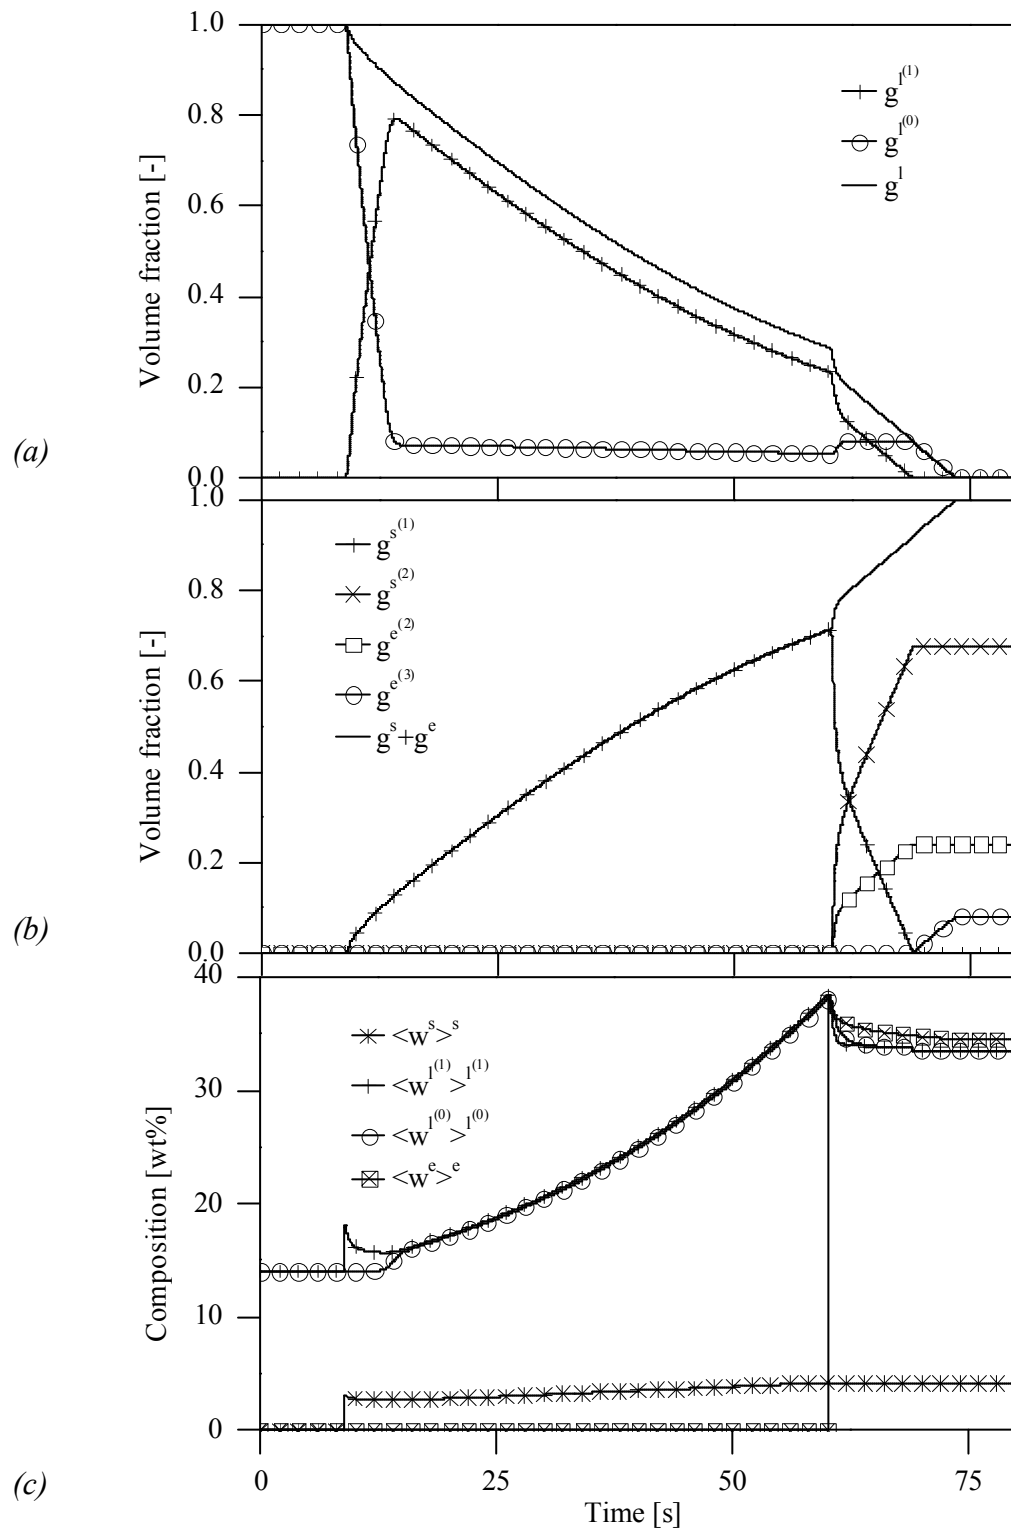 1.0
0.8
0.6
0.4
0.2
0.0
Volume fraction [-]
g^l^(1)
g^l^(0)
g^l
(a)
1.0
0.8
0.6
0.4
0.2
0.0
Volume fraction [-]
g^s^(1)
g^s^(2)
g^e^(2)
g^e^(3)
g^s+g^e
(b)
40
30
20
10
0
Composition [wt%]
<w^s>^s
<w^l^(1)>^l^(1)
<w^l^(0)>^l^(0)
<w^e>^e
(c)
0 25 50 75
Time [s]